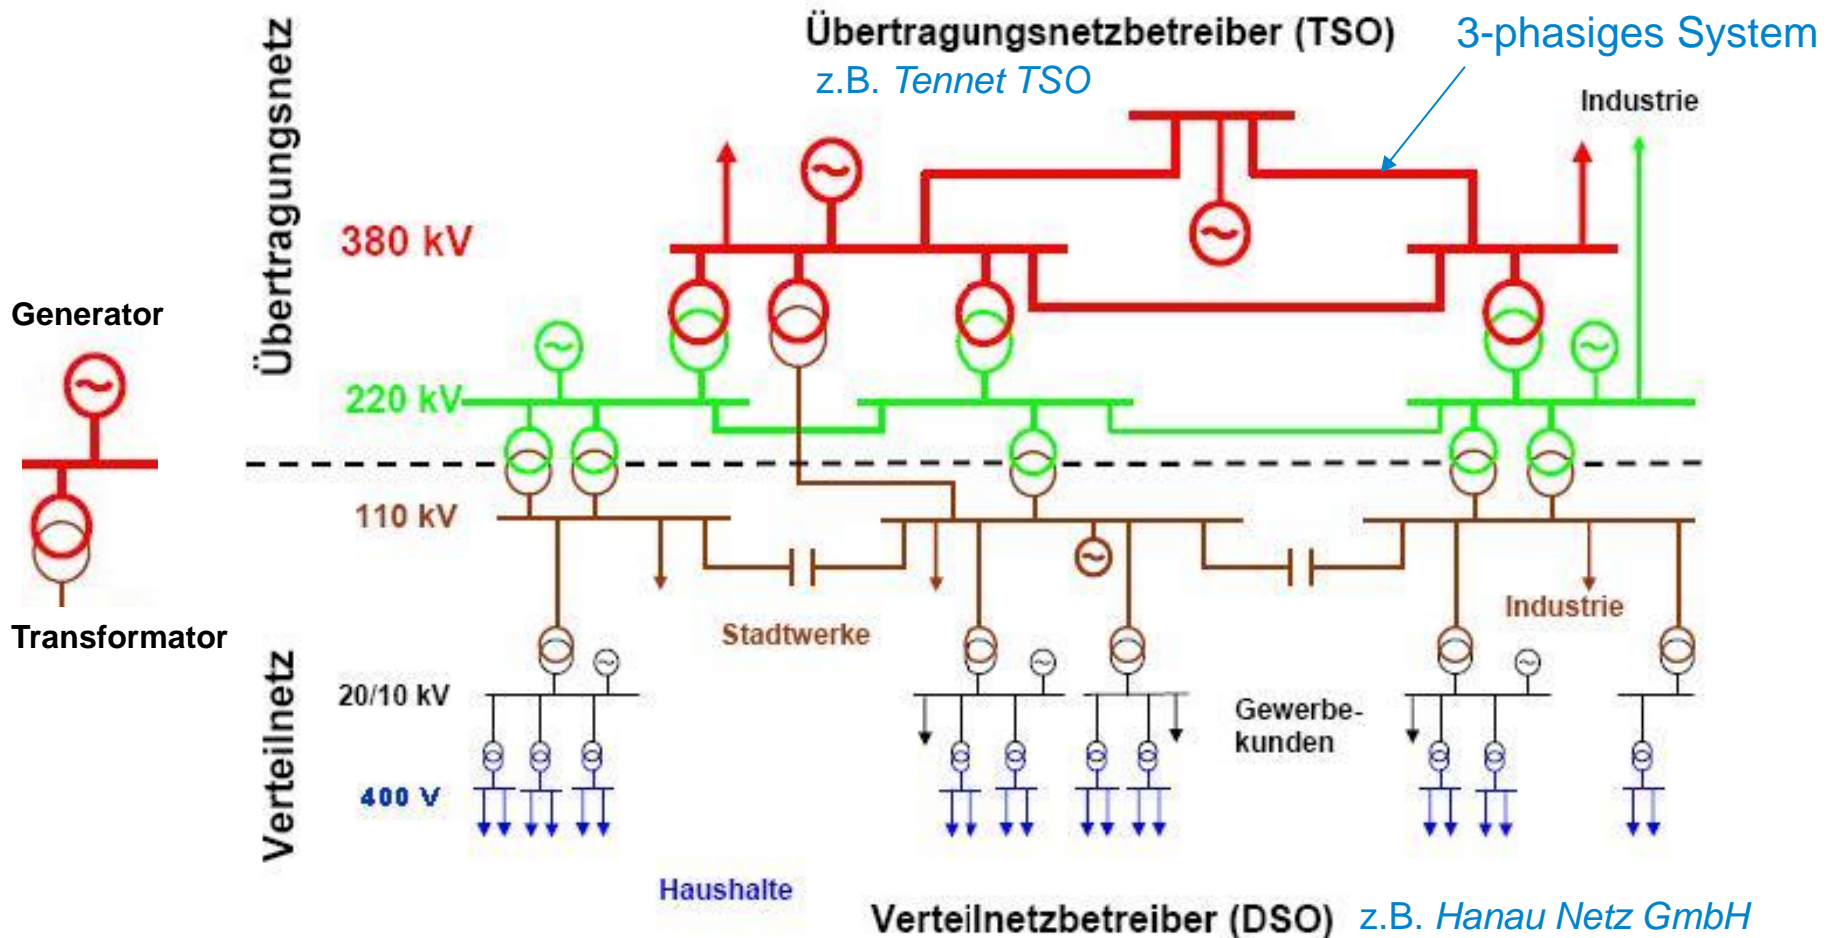 Übertragungsnetzbetreiber (TSO)
3-phasiges System
z.B. Tennet TSO
Industrie
Übertragungsnetz
380 kV
Generator
220 kV
110 kV
Industrie
Stadtwerke
Transformator
Verteilnetz
20/10 kV
Gewerbe-
kunden
400 V
Haushalte
Verteilnetzbetreiber (DSO)
z.B. Hanau Netz GmbH